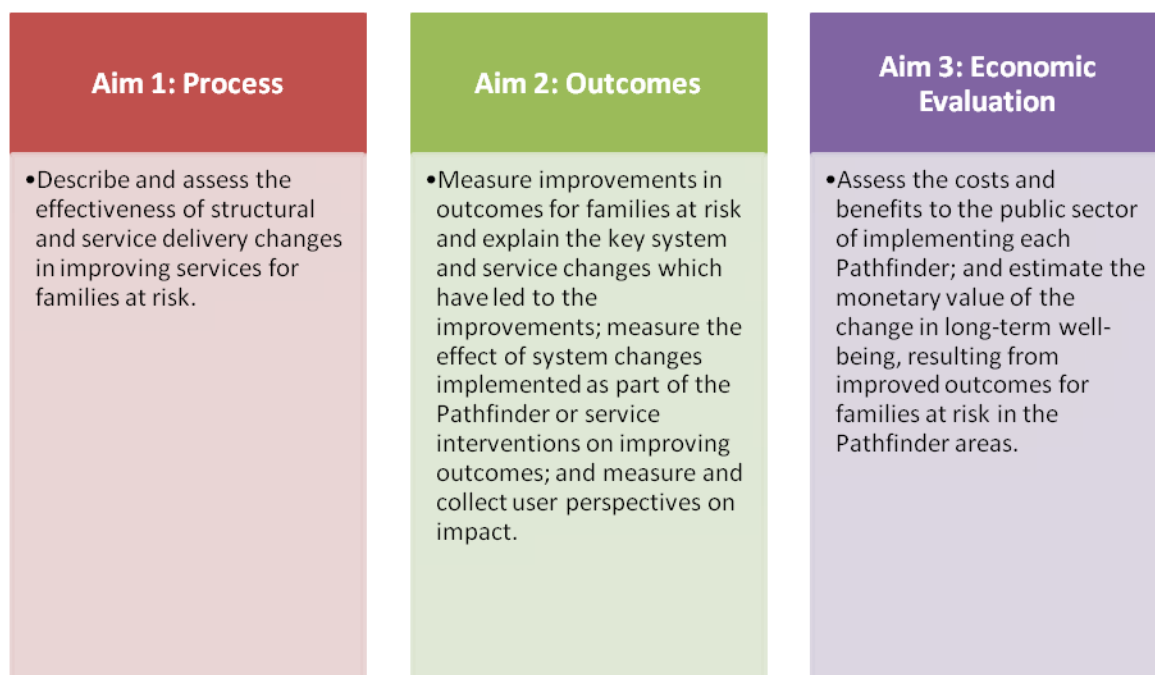 Aim 1: Process
•Describe and assess the
effectiveness of structural
and service delivery changes
in improving services for
families at risk.
Aim 2: Outcomes
•Measure improvements in
outcomes for families at risk
and explain the key system
and service changes which
have led to the
improvements; measure the
effect of system changes
implemented as part of the
Pathfinder or service
interventions on improving
outcomes; and measure and
collect user perspectives on
impact.
Aim 3: Economic
Evaluation
•Assess the costs and
benefits to the public sector
of implementing each
Pathfinder; and estimate the
monetary value of the
change in long-term well-
being, resulting from
improved outcomes for
families at risk in the
Pathfinder areas.